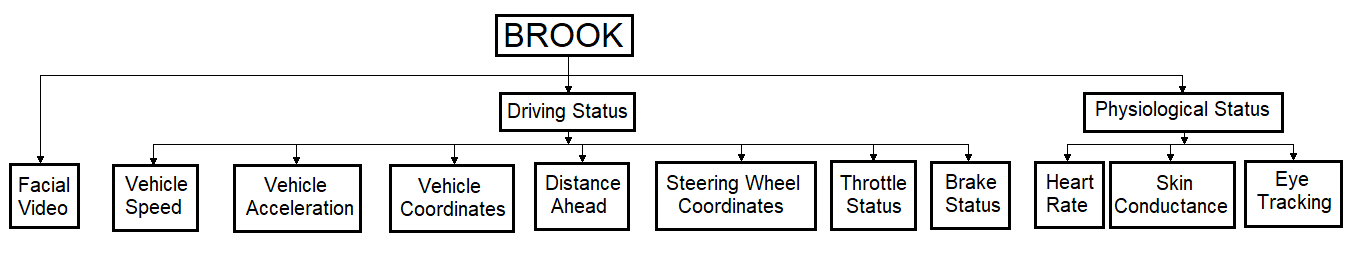 BROOK
Driving Status
Physiological Status
Facial
Video
Vehicle
Speed
Vehicle
Acceleration
Vehicle
Coordinates
Distance
Ahead
Steering Wheel
Coordinates
Throttle
Status
Brake
Status
Heart
Rate
Skin
Conductance
Eye
Tracking